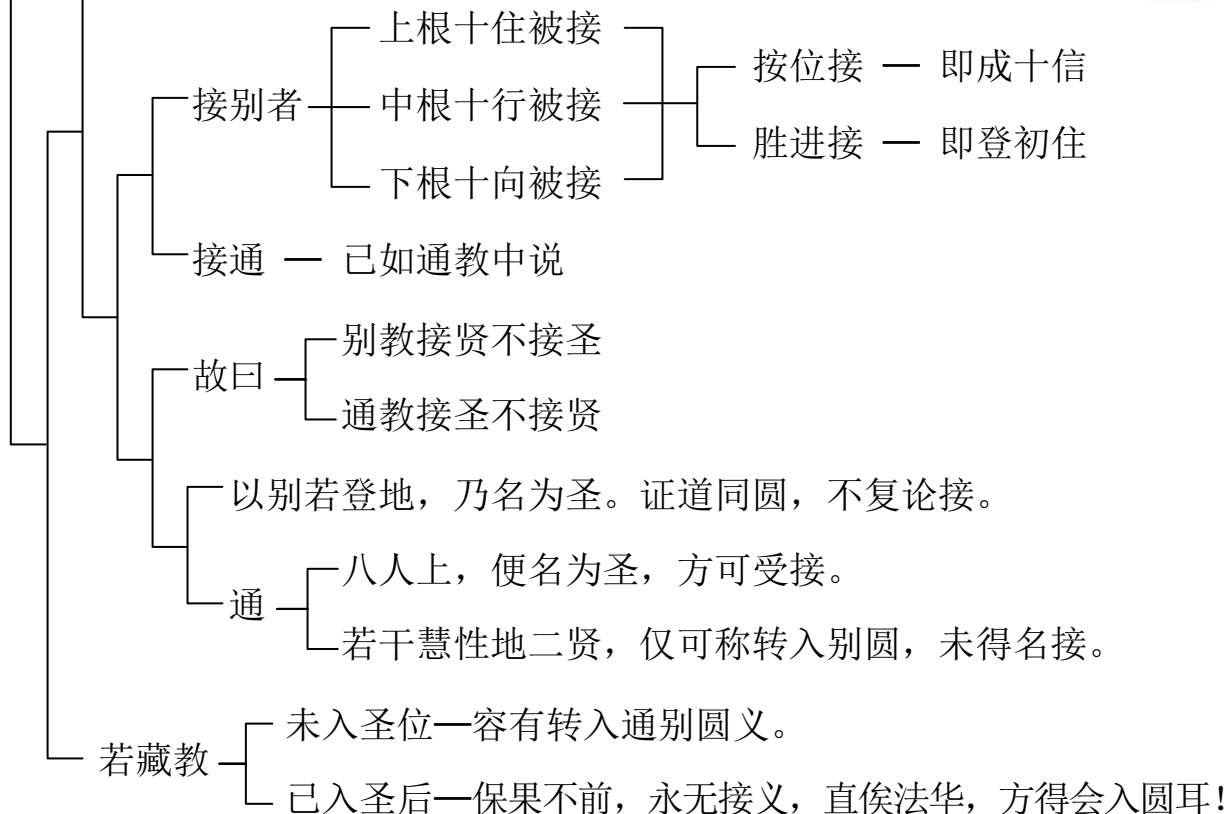 上根十住被接
接别者
中根十行被接
下根十向被接
按位接 — 即成十信
胜进接 — 即登初住
接通 — 已如通教中说
故曰
别教接贤不接圣
通教接圣不接贤
以别若登地，乃名为圣。证道同圆，不复论接。
通
八人上，便名为圣，方可受接。
若干慧性地二贤，仅可称转入别圆，未得名接。
若藏教
未入圣位—容有转入通别圆义。
己入圣后—保果不前，永无接义，直俟法华，方得会入圆耳！